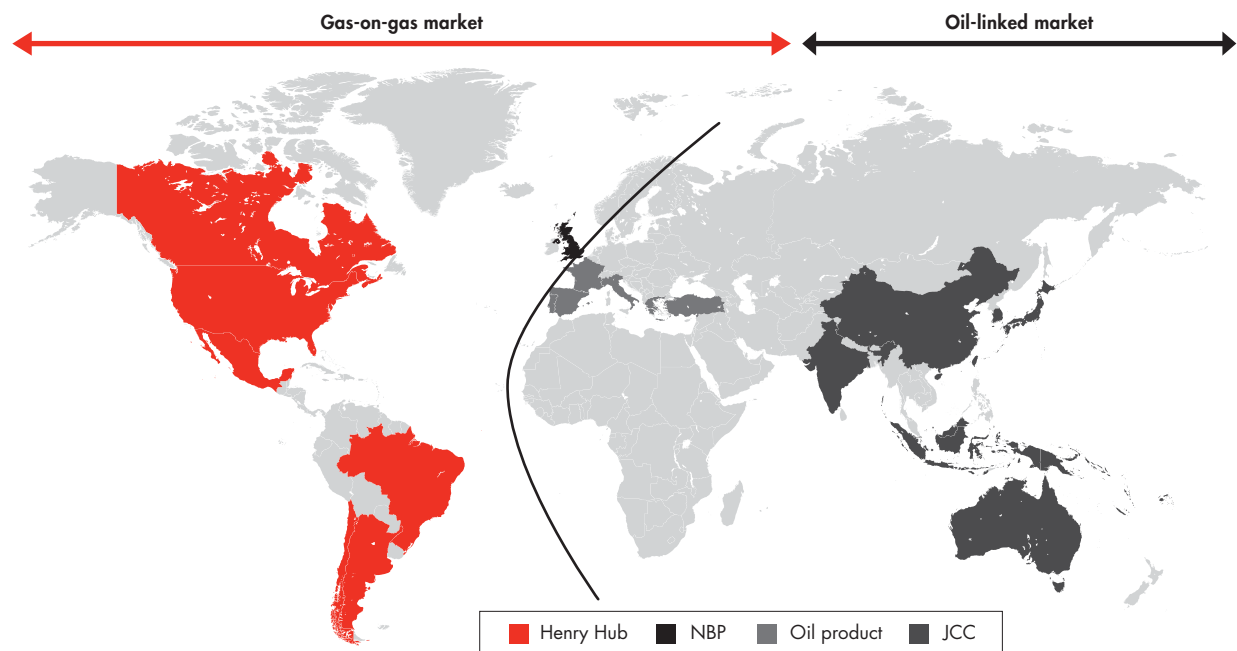 Gas-on-gas market
Oil-linked market
Henry Hub
NBP
Oil product
JCC